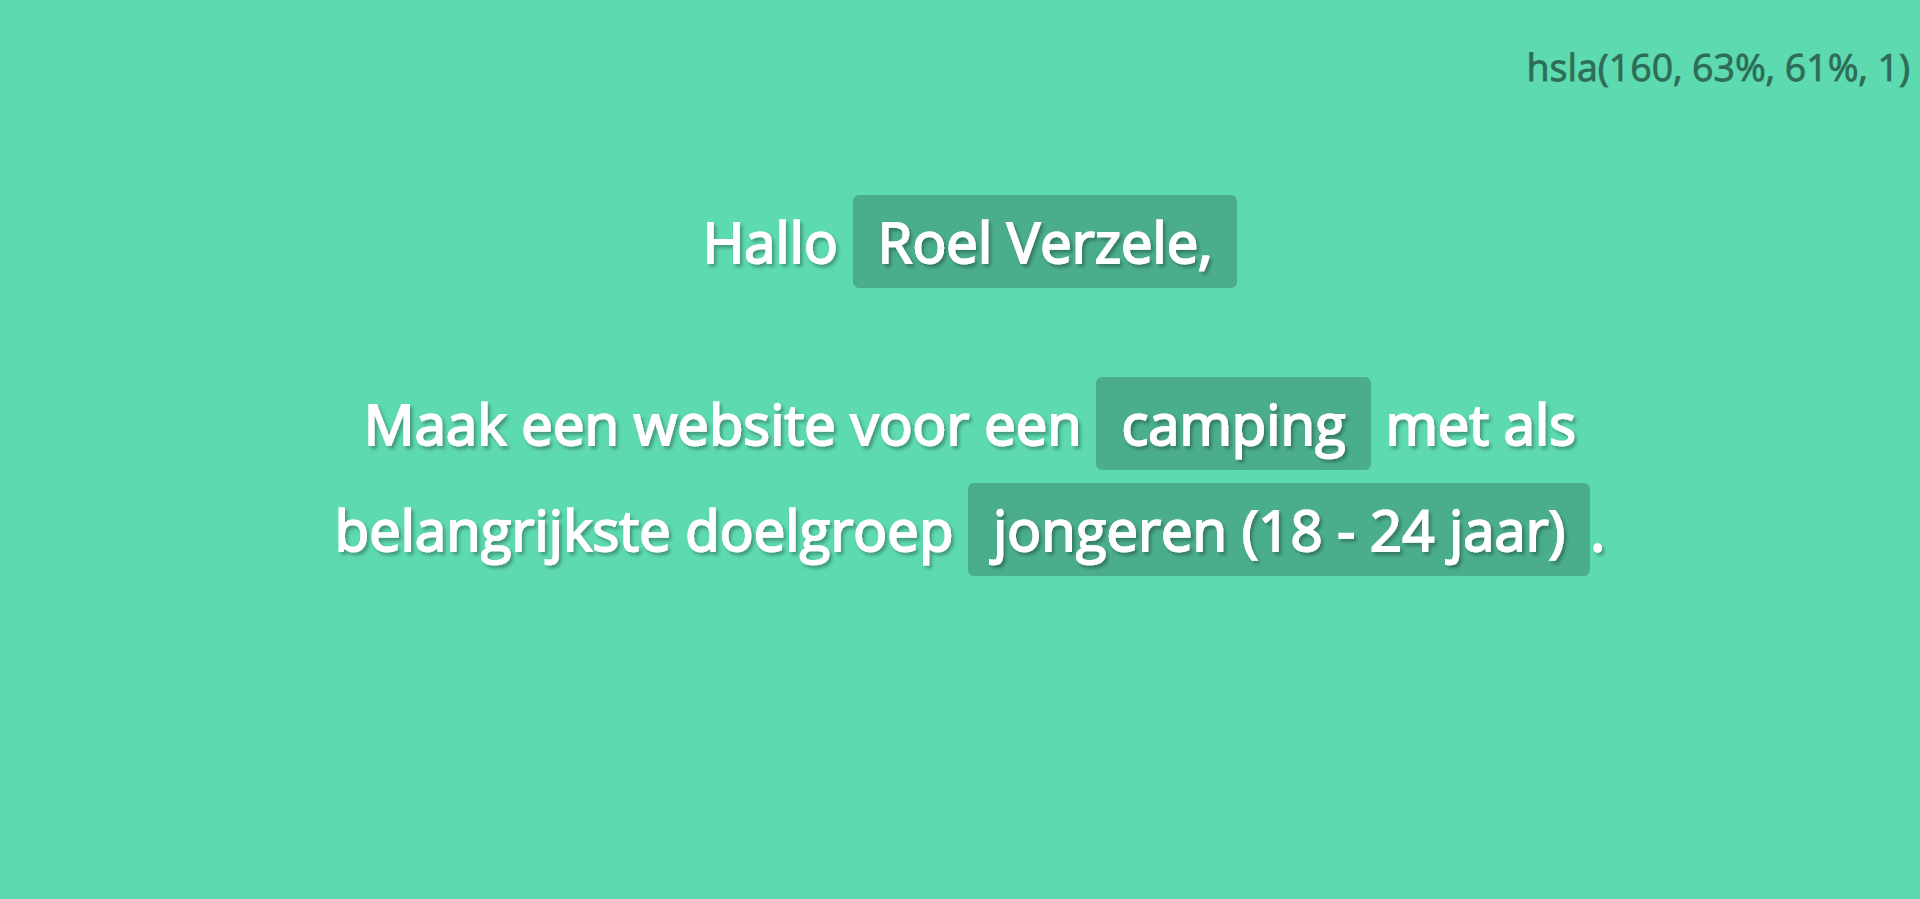 hsla(160, 63%, 61%, 1)
Hallo Roel Verzele,
Maak een website voor een camping met als
belangrijkste doelgroep jongeren (18 - 24 jaar) .